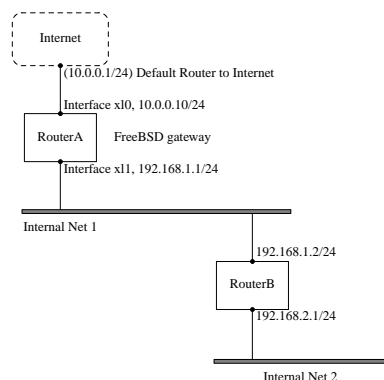 Internet
(10.0.0.1/24) Default Router to Internet
Interface xl0, 10.0.0.10/24
RouterA
FreeBSD gateway
Interface xl1, 192.168.1.1/24
Internal Net 1
192.168.1.2/24
RouterB
192.168.2.1/24
Internal Net 2